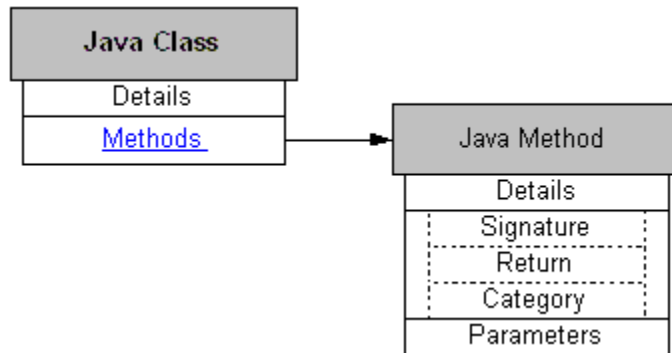 Java Class
Details
Methods
Java Method
Details
Signature
Return
Category
Parameters